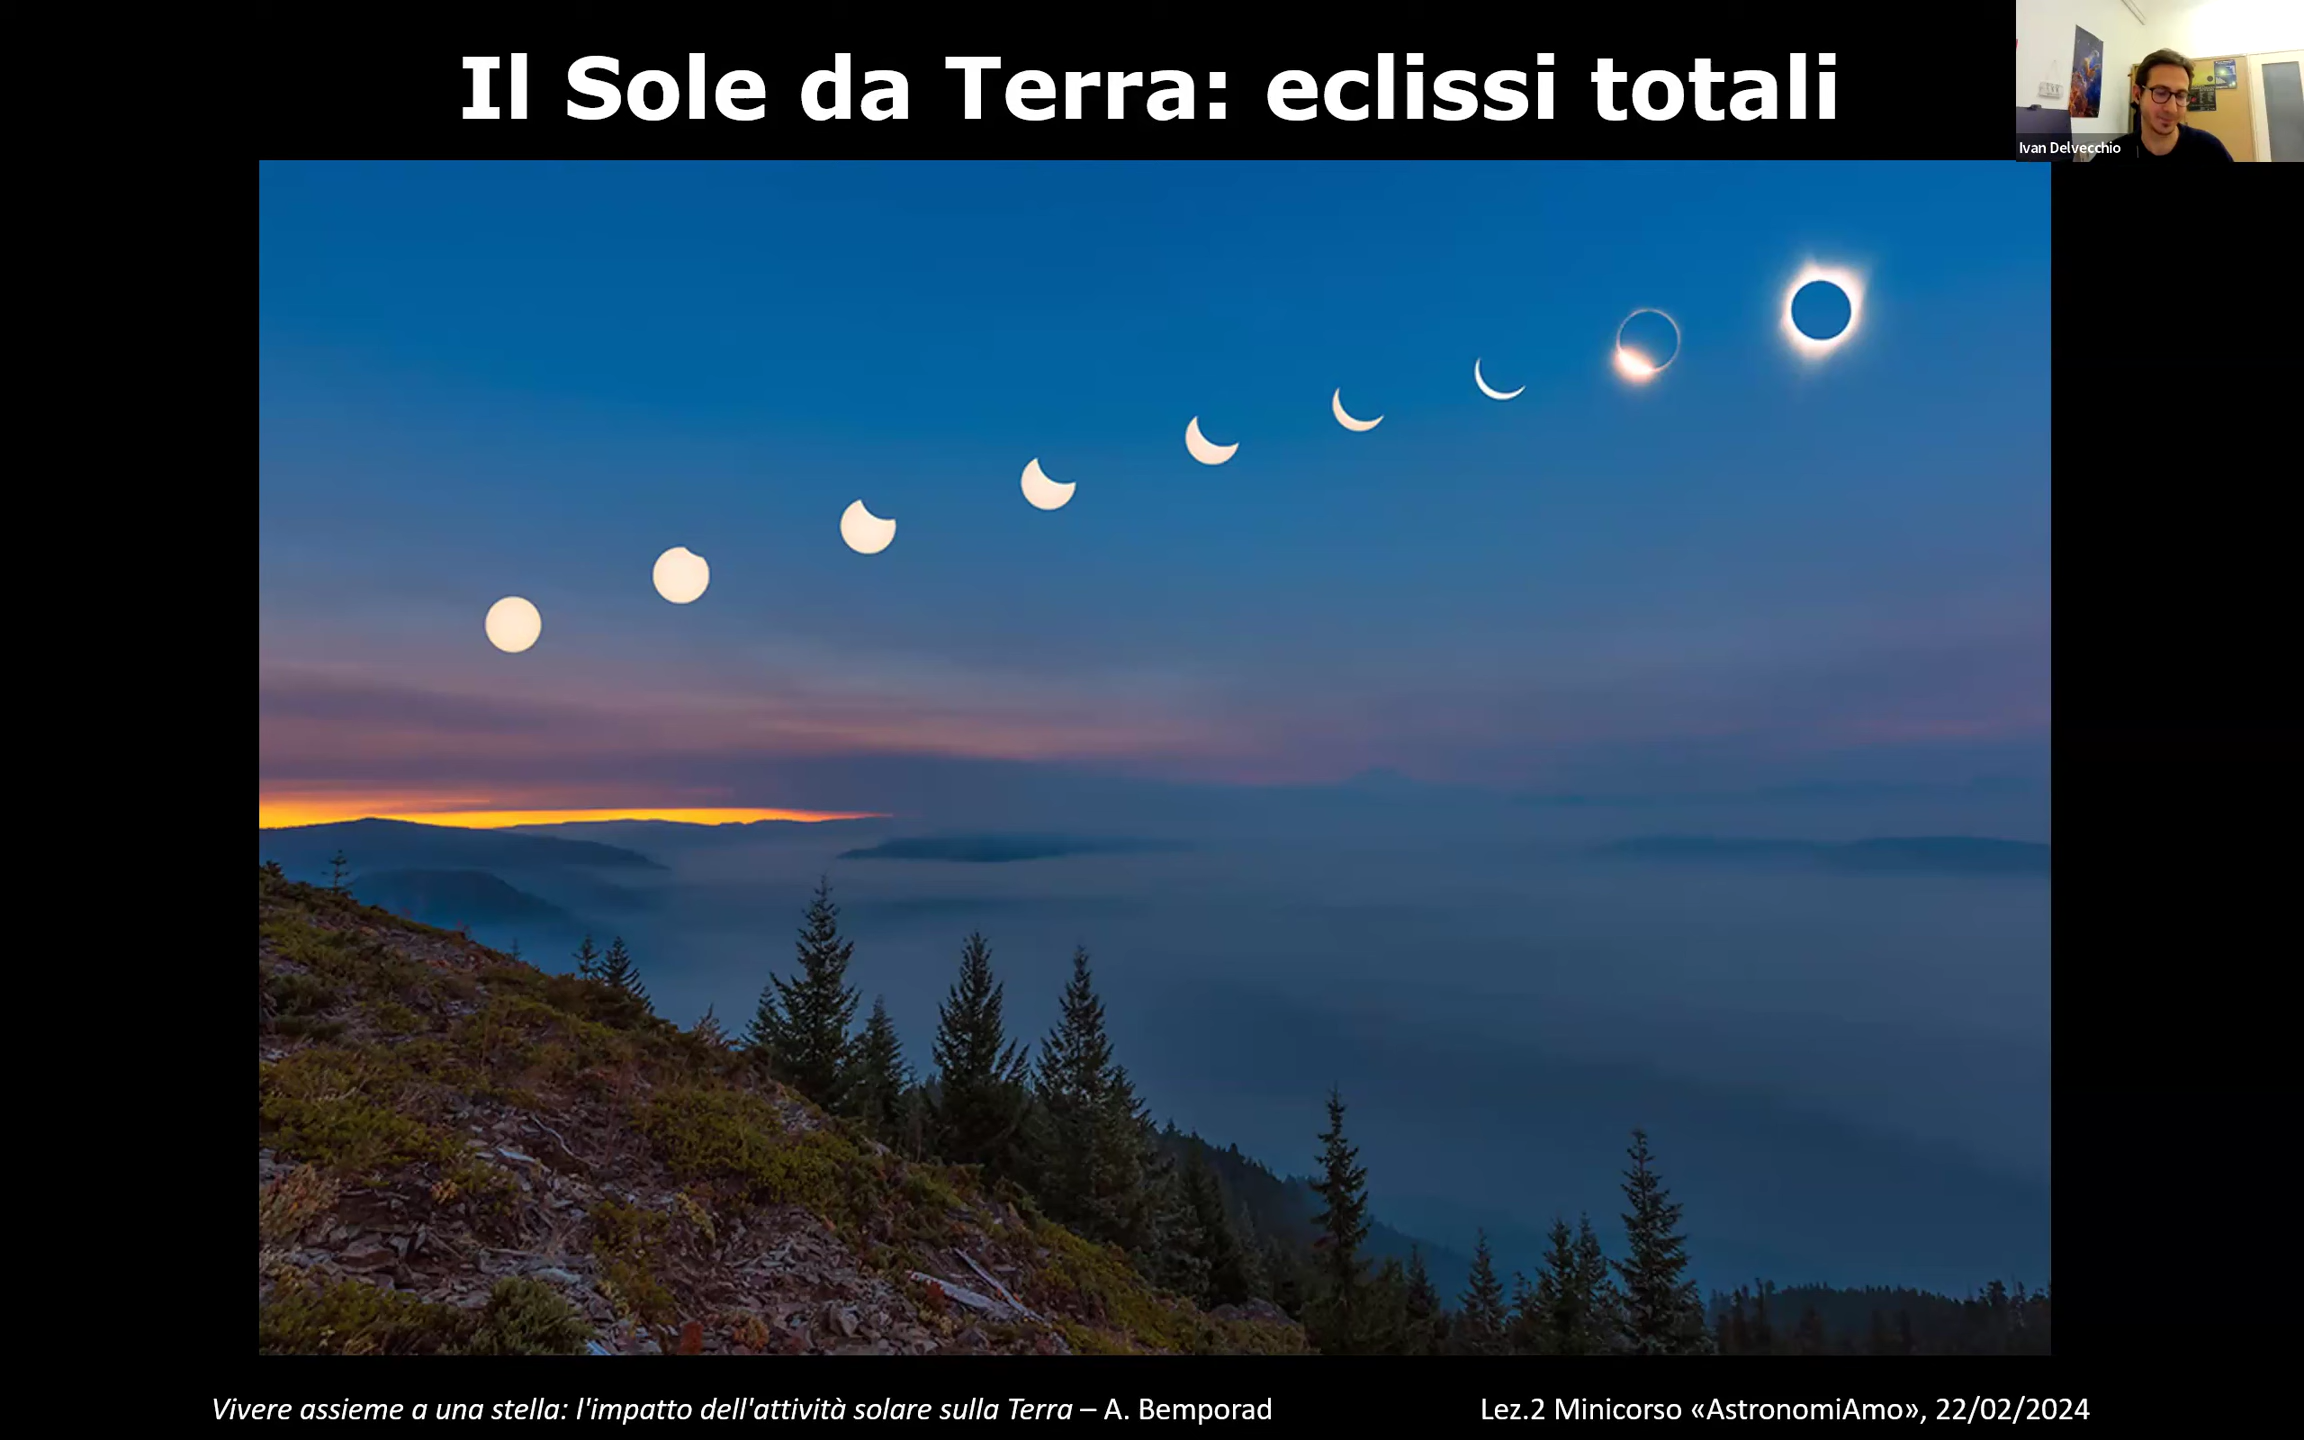 Il Sole da Terra: eclissi totali
Ivan Delvecchio
Vivere assieme a una stella: l'impatto dell'attività solare sulla Terra – A. Bemporad
Lez.2 Minicorso «AstronomiAmo», 22/02/2024